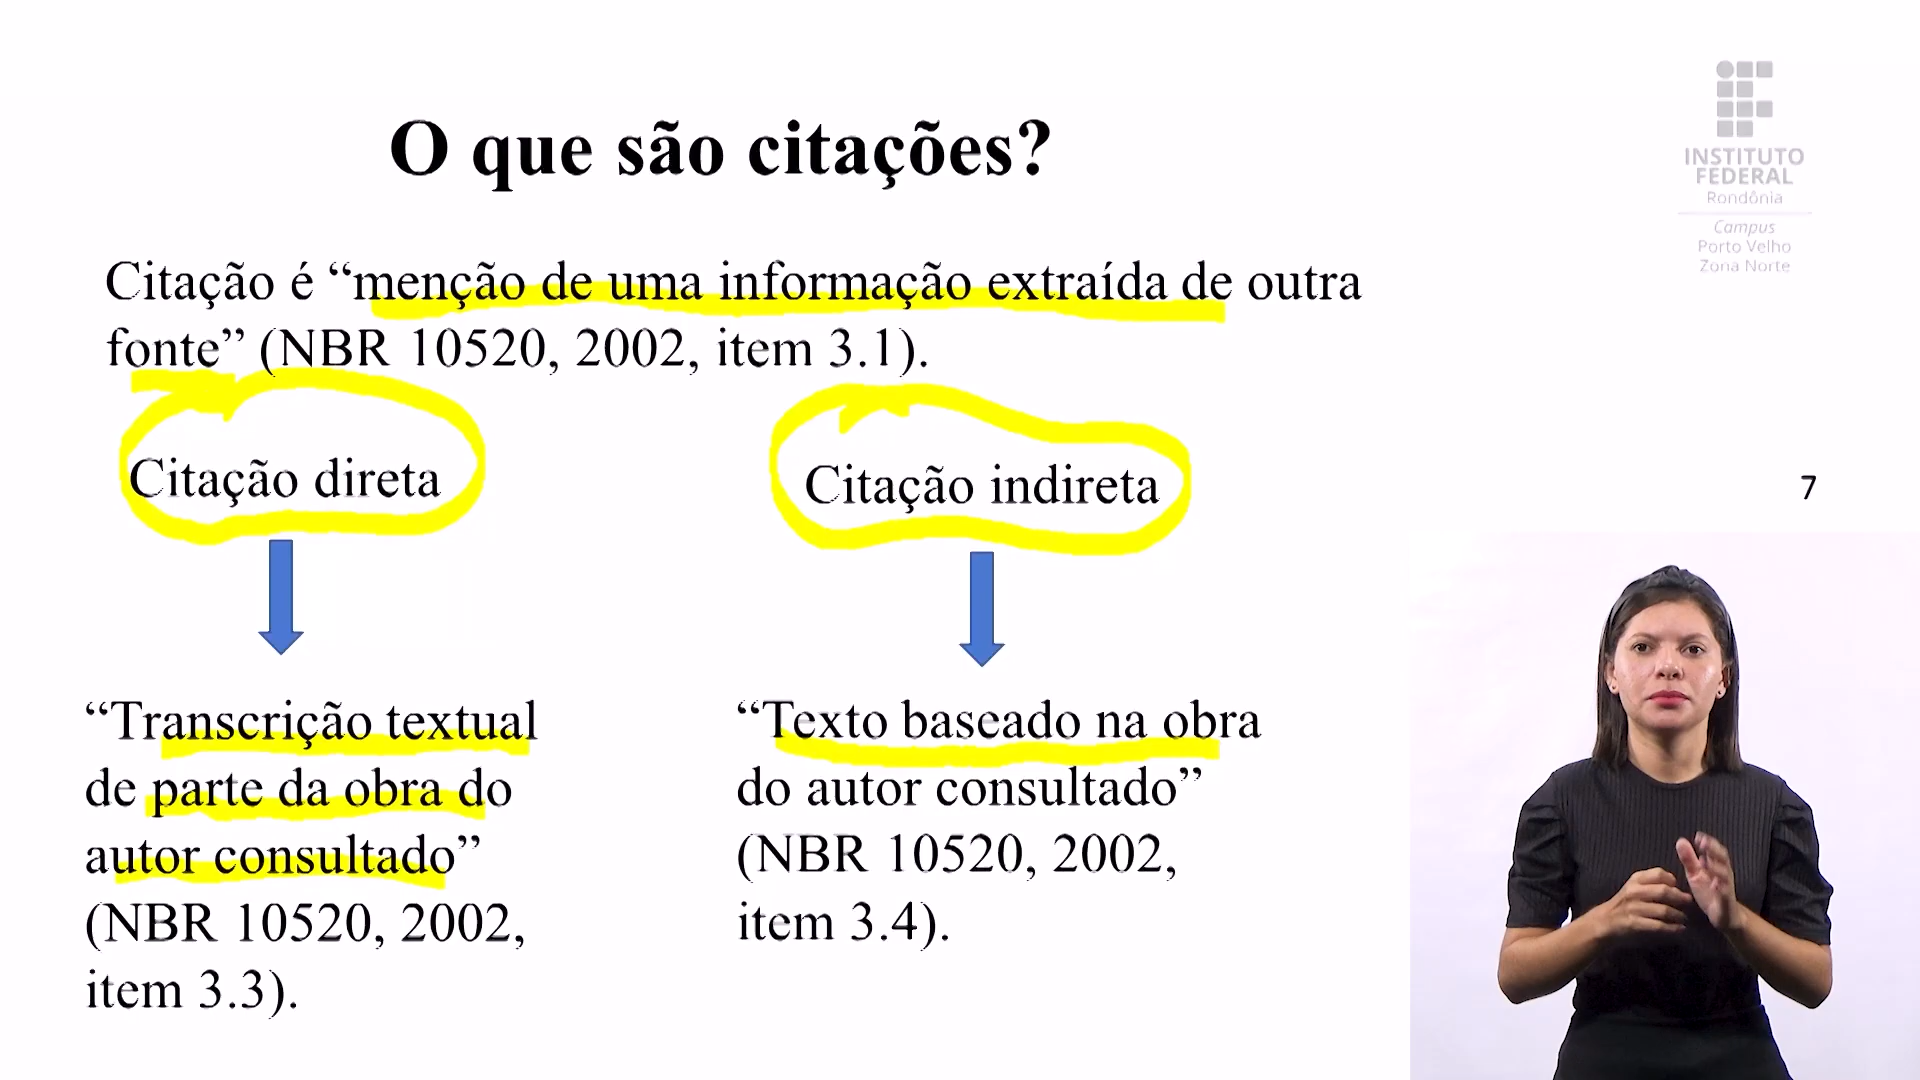 O que são citações?
INSTITUTO
FEDERAL
Rondônia
Campus
Porto Velho
Zona Norte
Citação é “menção de uma informação extraída de outra
fonte” (NBR 10520, 2002, item 3.1).
Citação direta
Citação indireta
7
“Transcrição textual
de parte da obra do
autor consultado”
(NBR 10520, 2002,
item 3.3).
“Texto baseado na obra
do autor consultado”
(NBR 10520, 2002,
item 3.4).